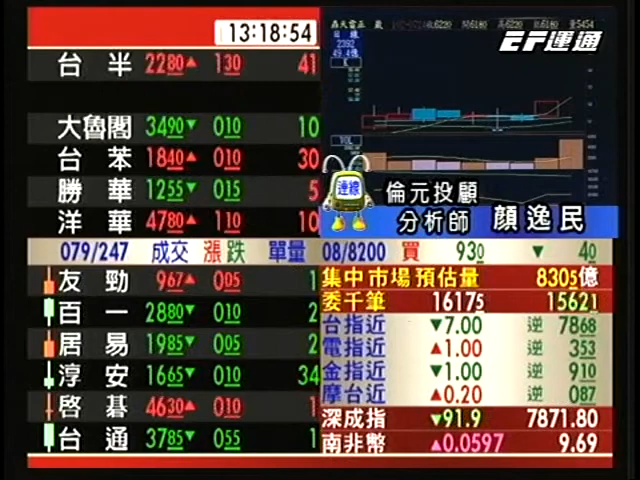 13:18:54
台半 2280▲ 130 41
大魯閣 3490▼ 010 10
台苯 1840▲ 010 30
勝華 1255▼ 015 5
洋華 4780▲ 110 10
079/247 成交 漲跌 單量
友勁 967▲ 005 1
百一 2880▼ 010 2
居易 1985▼ 005 2
淳安 1665▼ 010 34
啓碁 4630▲ 010 1
台通 3785▼ 055 1
EF運通
日線
2392
49.4億
K
VOL
連線
倫元投顧
分析師 顏逸民
08/8200 買 930 ▼ 40
集中市場預估量 8305億
委千筆 16175 15621
台指近 ▼7.00 逆 7868
電指近 ▲1.00 逆 353
金指近 ▼1.00 逆 910
摩台近 ▲0.20 逆 087
深成指 ▼91.9 7871.80
南非幣 ▲0.0597 9.69